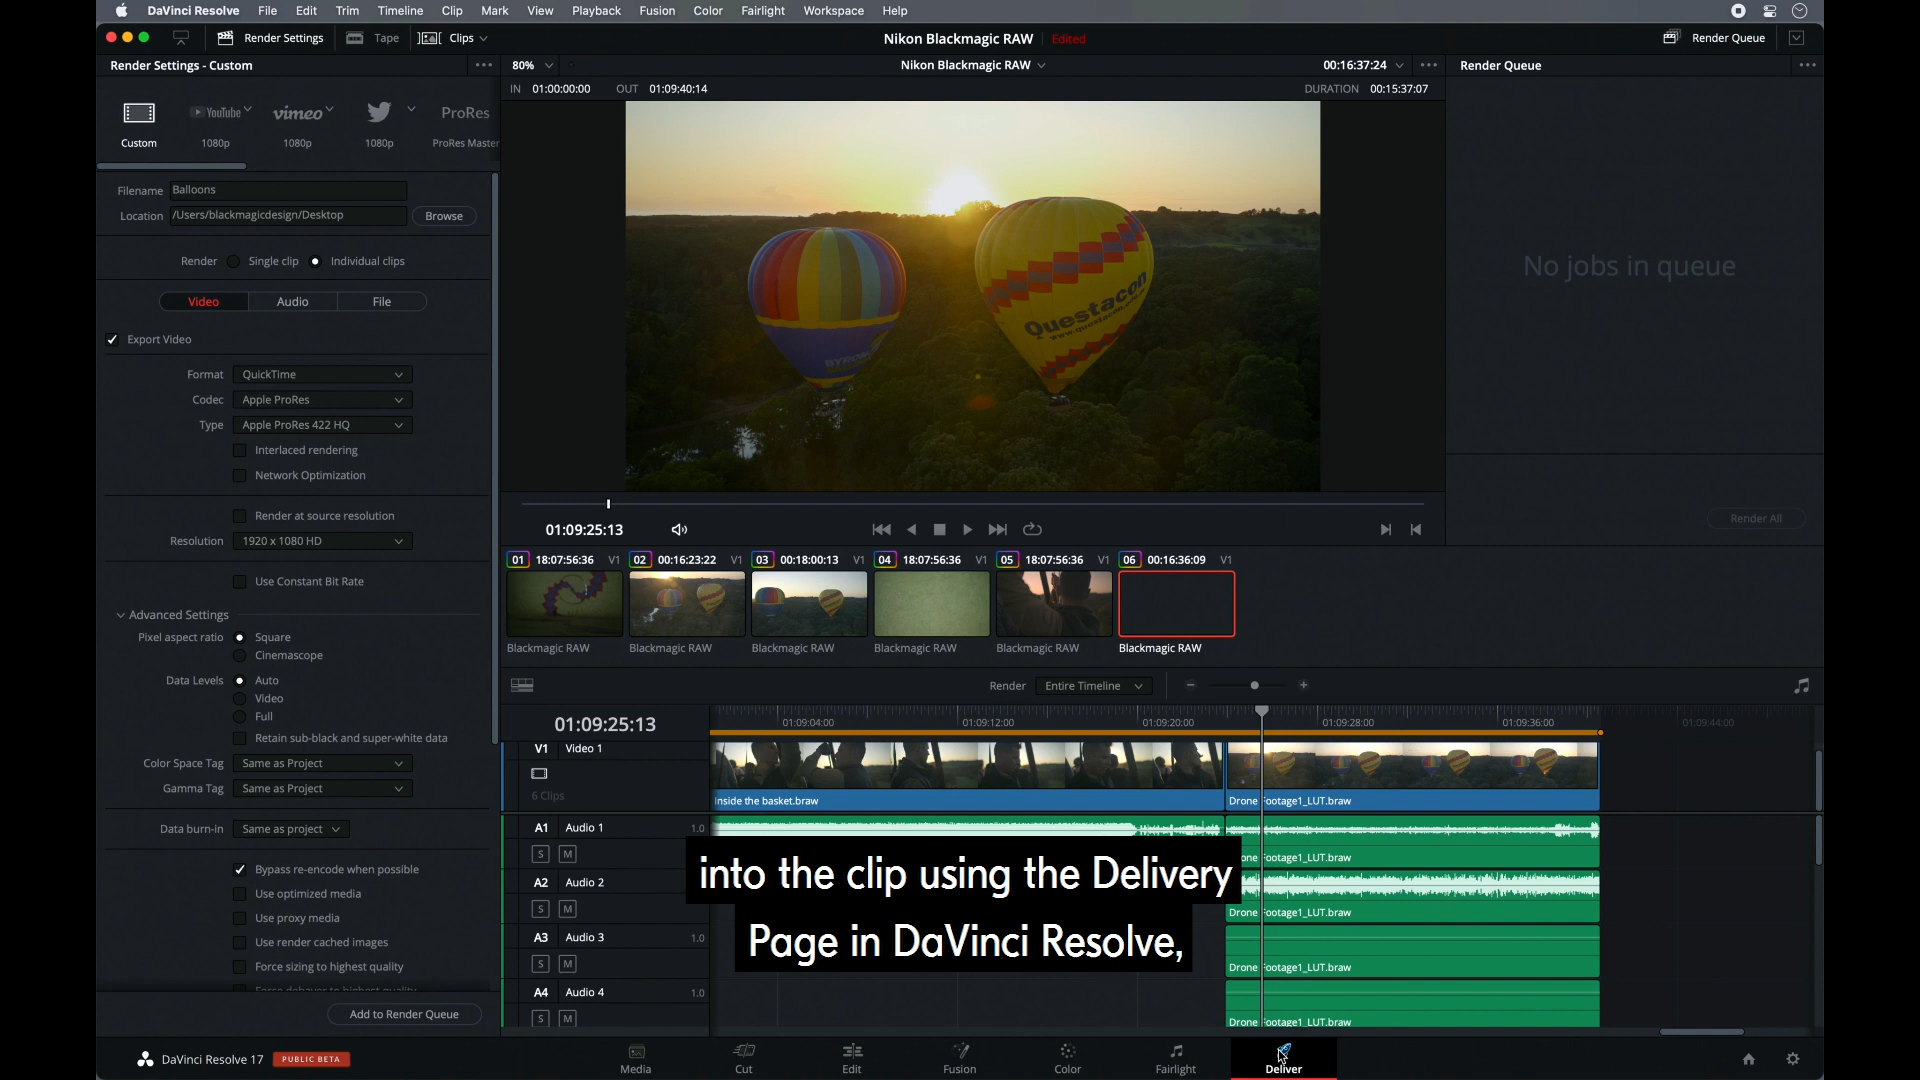 DaVinci Resolve File Edit Trim Timeline Clip Mark View Playback Fusion Color Fairlight Workspace Help
Render Settings Tape Clips Nikon Blackmagic RAW Edited Render Queue
Render Settings - Custom 80% Nikon Blackmagic RAW 00:16:37:24 Render Queue
IN 01:00:00:00 OUT 01:09:40:14 DURATION 00:15:37:07
YouTube vimeo ProRes
Custom 1080p 1080p 1080p ProRes Master
Filename Balloons
Location /Users/blackmagicdesign/Desktop Browse
Render Single clip Individual clips
Video Audio File
Export Video
Format QuickTime
Codec Apple ProRes
Type Apple ProRes 422 HQ
Interlaced rendering
Network Optimization
Render at source resolution
Resolution 1920 x 1080 HD
Use Constant Bit Rate
Advanced Settings
Pixel aspect ratio Square
Cinemascope
Data Levels Auto
Video
Full
Retain sub-black and super-white data
Color Space Tag Same as Project
Gamma Tag Same as Project
Data burn-in Same as project
Bypass re-encode when possible
Use optimized media
Use proxy media
Use render cached images
Force sizing to highest quality
Force debayer to highest quality
Add to Render Queue
Questacon
BYRON
No jobs in queue
Render All
01:09:25:13
01 18:07:56:36 V1 02 00:16:23:22 V1 03 00:18:00:13 V1 04 18:07:56:36 V1 05 18:07:56:36 V1 06 00:16:36:09 V1
Blackmagic RAW Blackmagic RAW Blackmagic RAW Blackmagic RAW Blackmagic RAW Blackmagic RAW
Render Entire Timeline
01:09:25:13 01:09:04:00 01:09:12:00 01:09:20:00 01:09:28:00 01:09:36:00 01:09:44:00
V1 Video 1
6 Clips
Inside the basket.braw Drone Footage1_LUT.braw
A1 Audio 1 1.0
S M one Footage1_LUT.braw
A2 Audio 2
S M Drone Footage1_LUT.braw
A3 Audio 3 1.0
S M Drone Footage1_LUT.braw
A4 Audio 4 1.0
S M Drone Footage1_LUT.braw
into the clip using the Delivery
Page in DaVinci Resolve,
DaVinci Resolve 17 PUBLIC BETA Media Cut Edit Fusion Color Fairlight Deliver